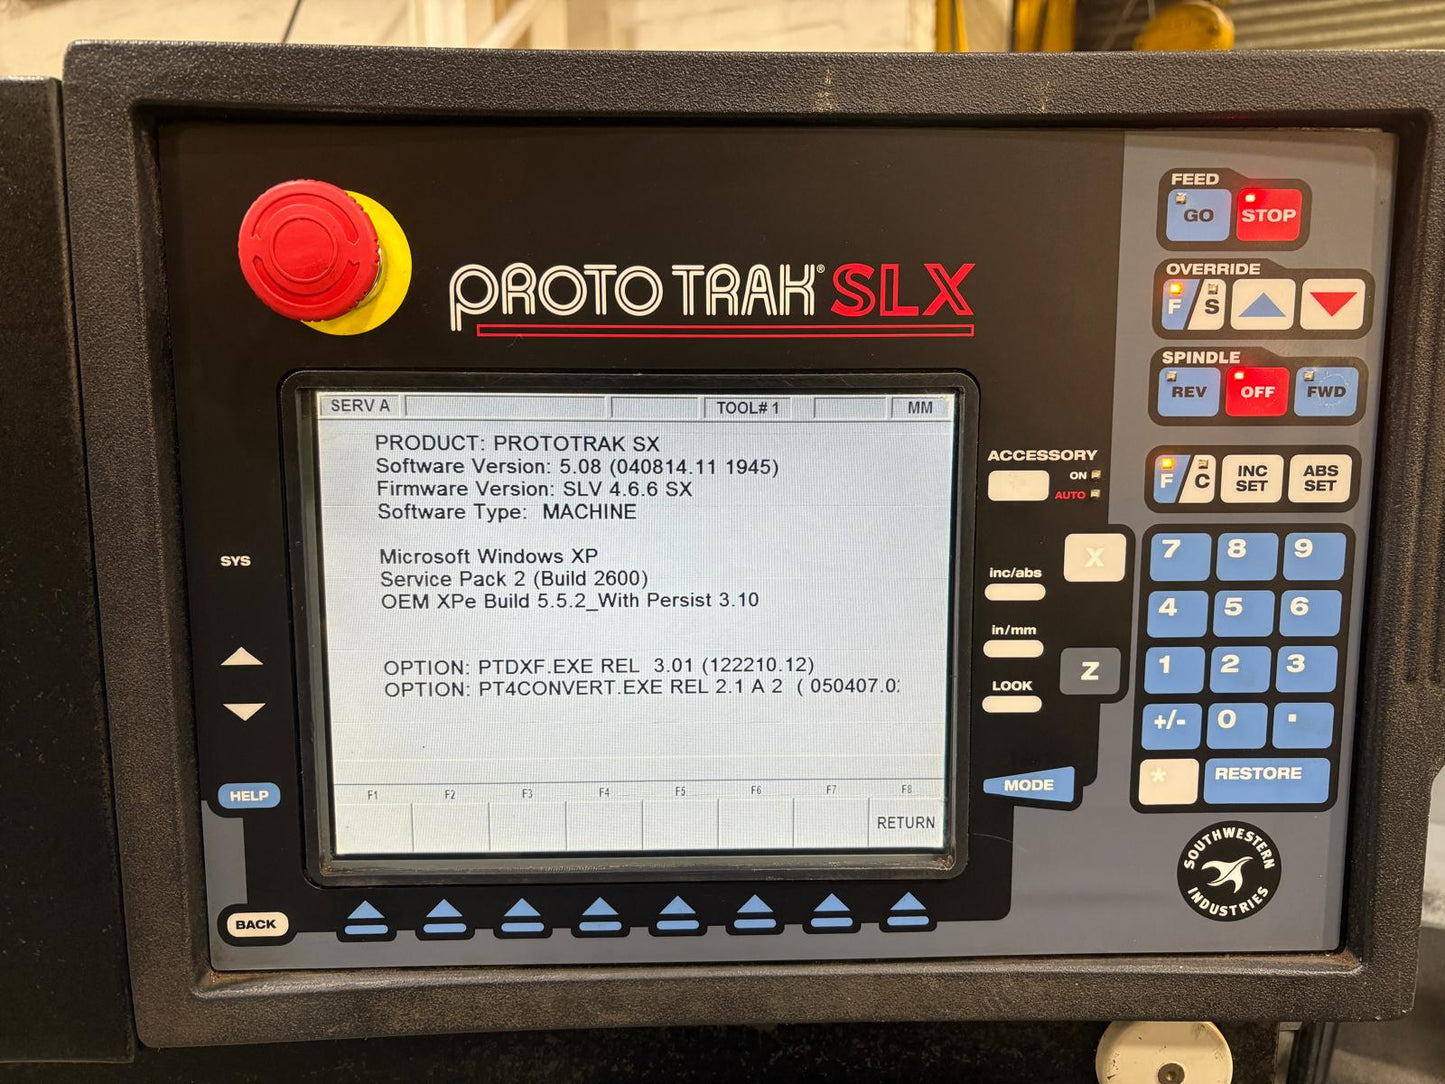 PROTO TRAK® SLX
SERV A TOOL# 1 MM
PRODUCT: PROTOTRAK SX
Software Version: 5.08 (040814.11 1945)
Firmware Version: SLV 4.6.6 SX
Software Type: MACHINE
Microsoft Windows XP
Service Pack 2 (Build 2600)
OEM XPe Build 5.5.2_With Persist 3.10
OPTION: PTDXF.EXE REL 3.01 (122210.12)
OPTION: PT4CONVERT.EXE REL 2.1 A 2 ( 050407.0
F1 F2 F3 F4 F5 F6 F7 F8
RETURN
SYS
HELP
BACK
ACCESSORY
ON
AUTO
inc/abs
in/mm
LOOK
MODE
FEED
GO STOP
OVERRIDE
F/S
SPINDLE
REV OFF FWD
F/C INC SET ABS SET
X
Z
7 8 9
4 5 6
1 2 3
+/- 0 .
* RESTORE
SOUTHWESTERN
INDUSTRIES